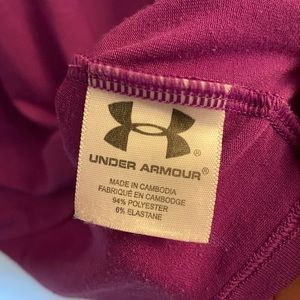 ®
UNDER ARMOUR®
MADE IN CAMBODIA
FABRIQUÉ EN CAMBODGE
94% POLYESTER
6% ELASTANE